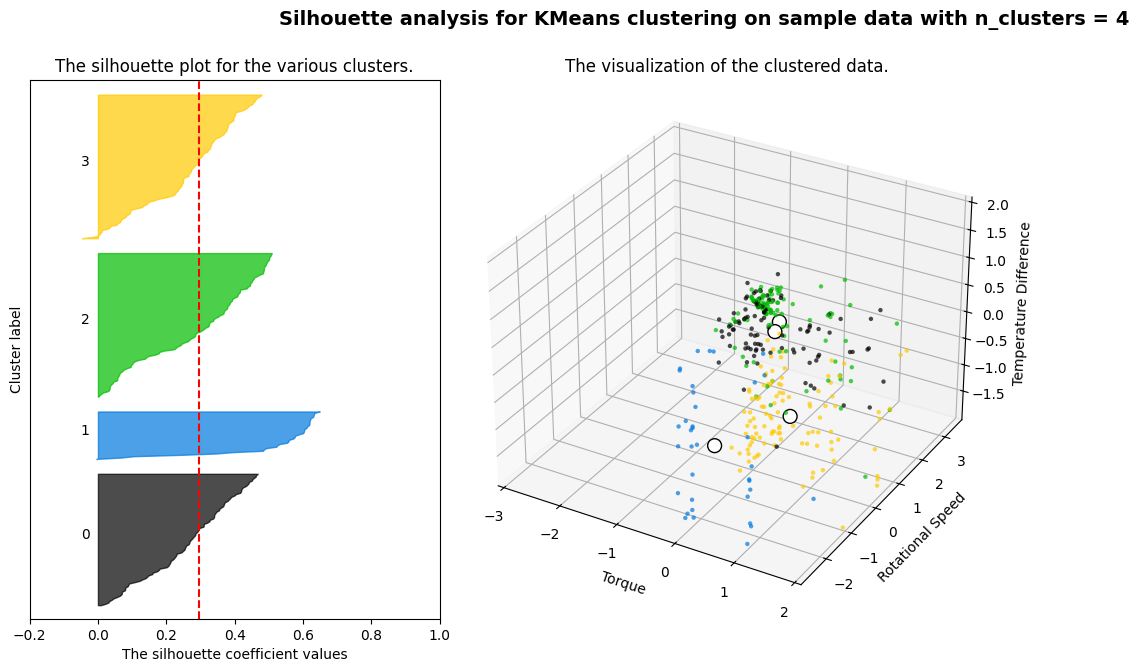 Silhouette analysis for KMeans clustering on sample data with n_clusters = 4
The silhouette plot for the various clusters.
3
2
1
0
Cluster label
−0.2 0.0 0.2 0.4 0.6 0.8 1.0
The silhouette coefficient values
The visualization of the clustered data.
2.0
1.5
1.0
0.5
0.0
−0.5
−1.0
−1.5
Temperature Difference
3
2
1
0
−1
−2
Rotational Speed
−3
−2
−1
0
1
2
Torque